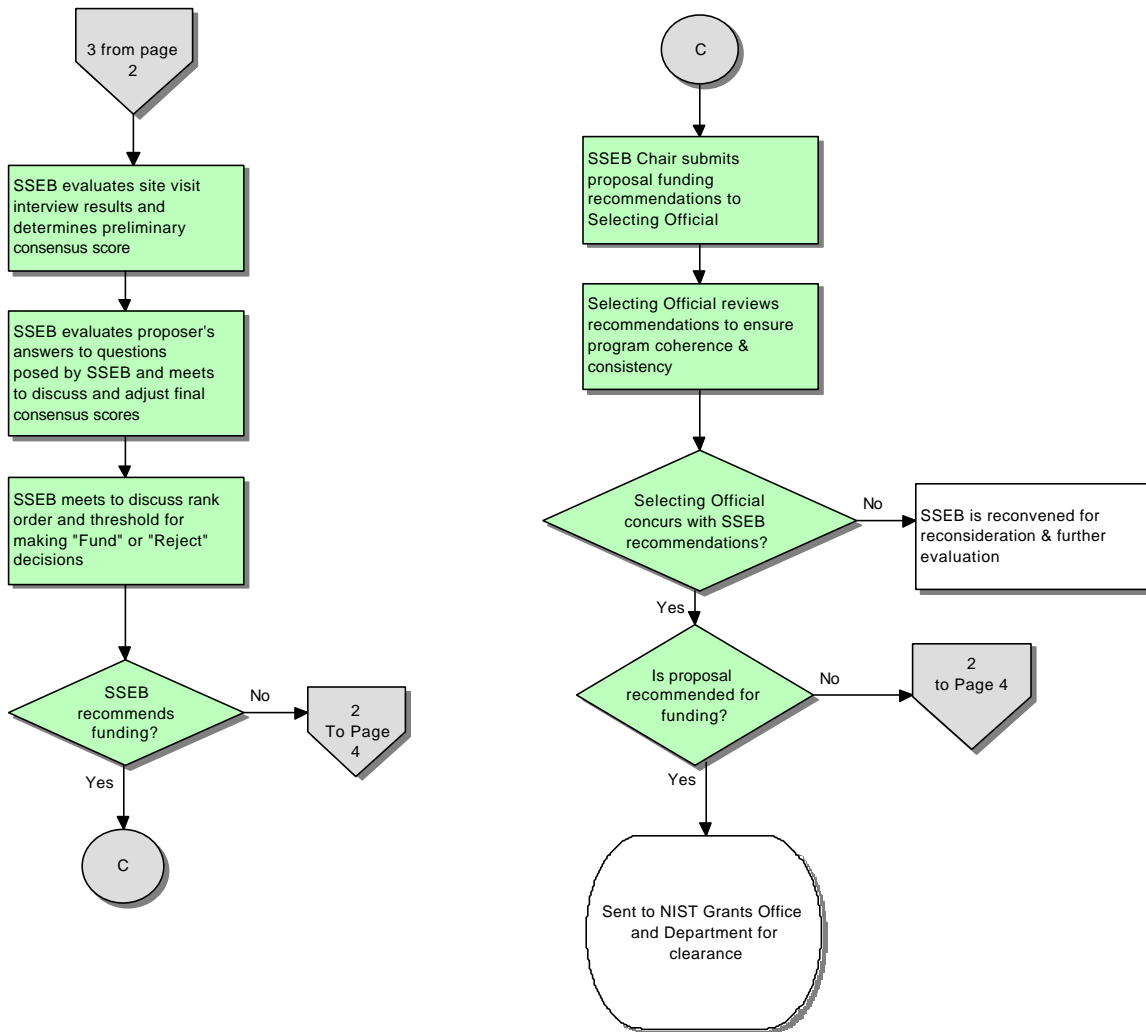 3 from page
2
SSEB evaluates site visit
interview results and
determines preliminary
consensus score
SSEB evaluates proposer's
answers to questions
posed by SSEB and meets
to discuss and adjust final
consensus scores
SSEB meets to discuss rank
order and threshold for
making "Fund" or "Reject"
decisions
SSEB
recommends
funding?
No
2
To Page
4
Yes
C
C
SSEB Chair submits
proposal funding
recommendations to
Selecting Official
Selecting Official reviews
recommendations to ensure
program coherence &
consistency
Selecting Official
concurs with SSEB
recommendations?
No
SSEB is reconvened for
reconsideration & further
evaluation
Yes
Is proposal
recommended for
funding?
No
2
to Page 4
Yes
Sent to NIST Grants Office
and Department for
clearance